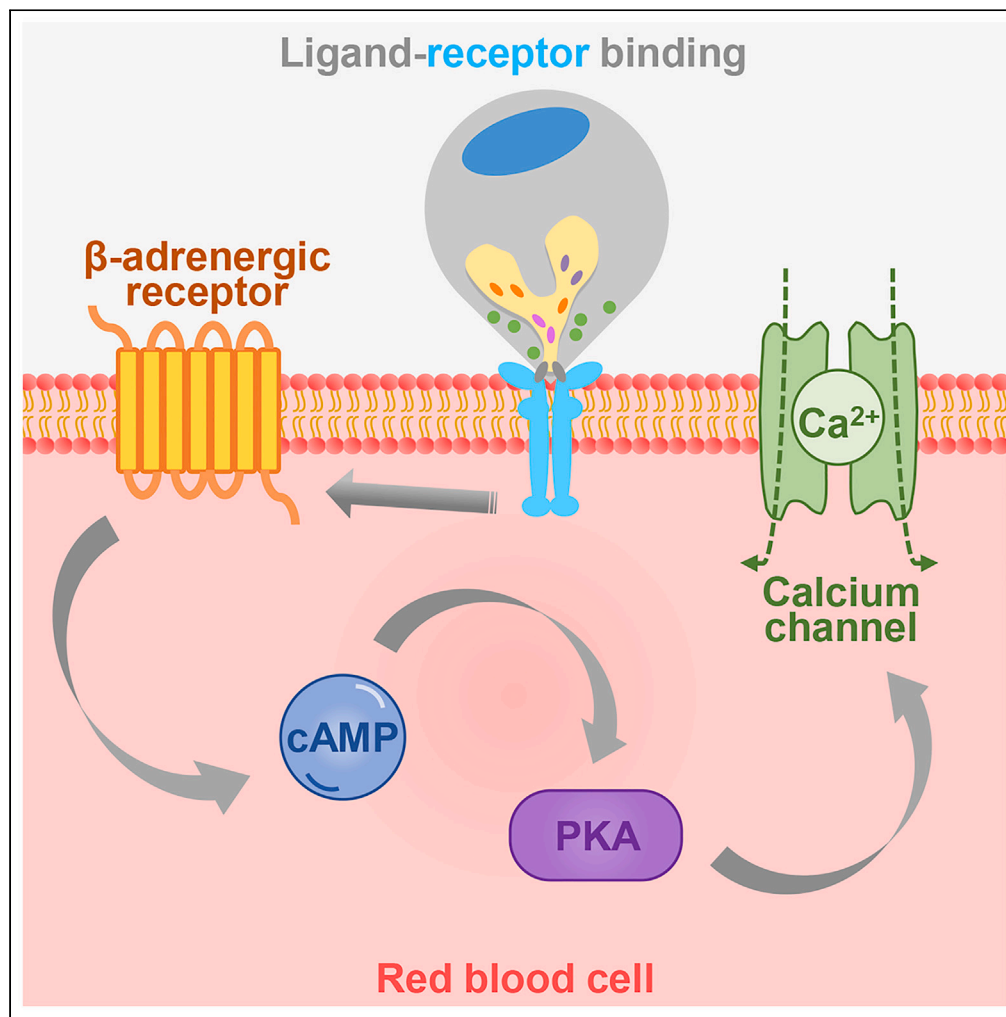 Ligand-receptor binding
β-adrenergic
receptor
Ca²⁺
Calcium
channel
cAMP
PKA
Red blood cell